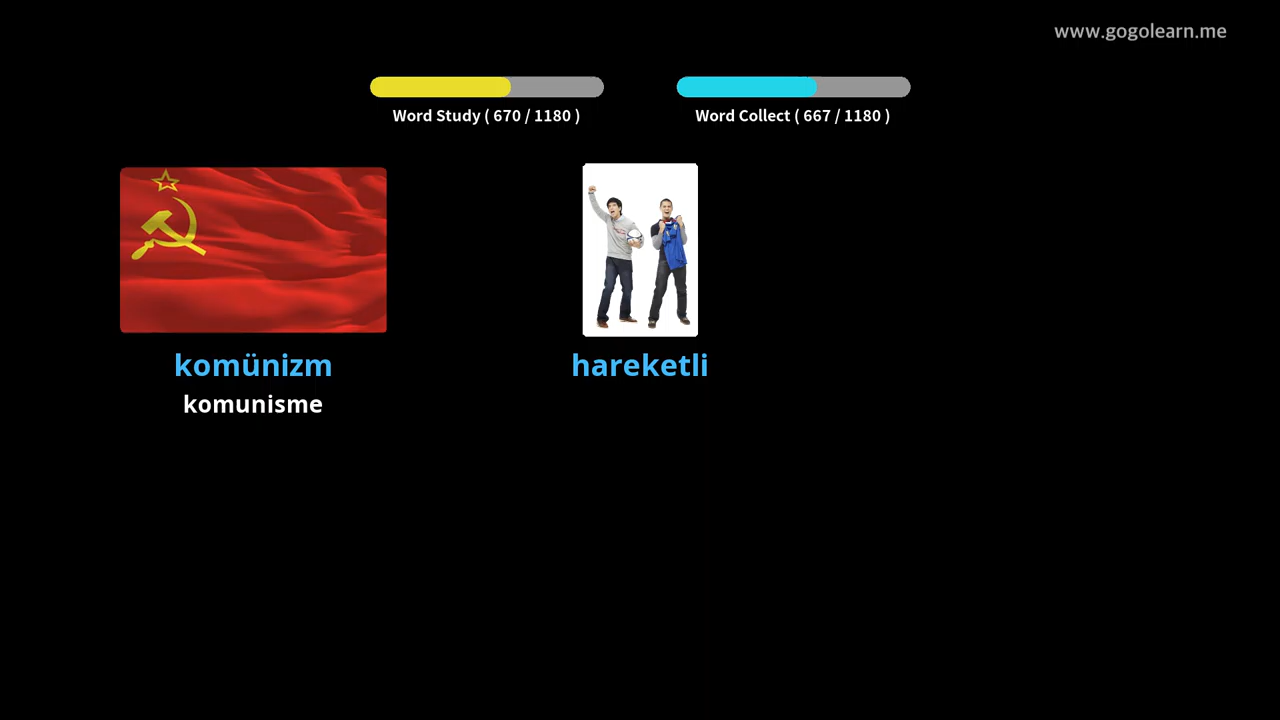 www.gogolearn.me
Word Study ( 670 / 1180 )
Word Collect ( 667 / 1180 )
komünizm
hareketli
komunisme